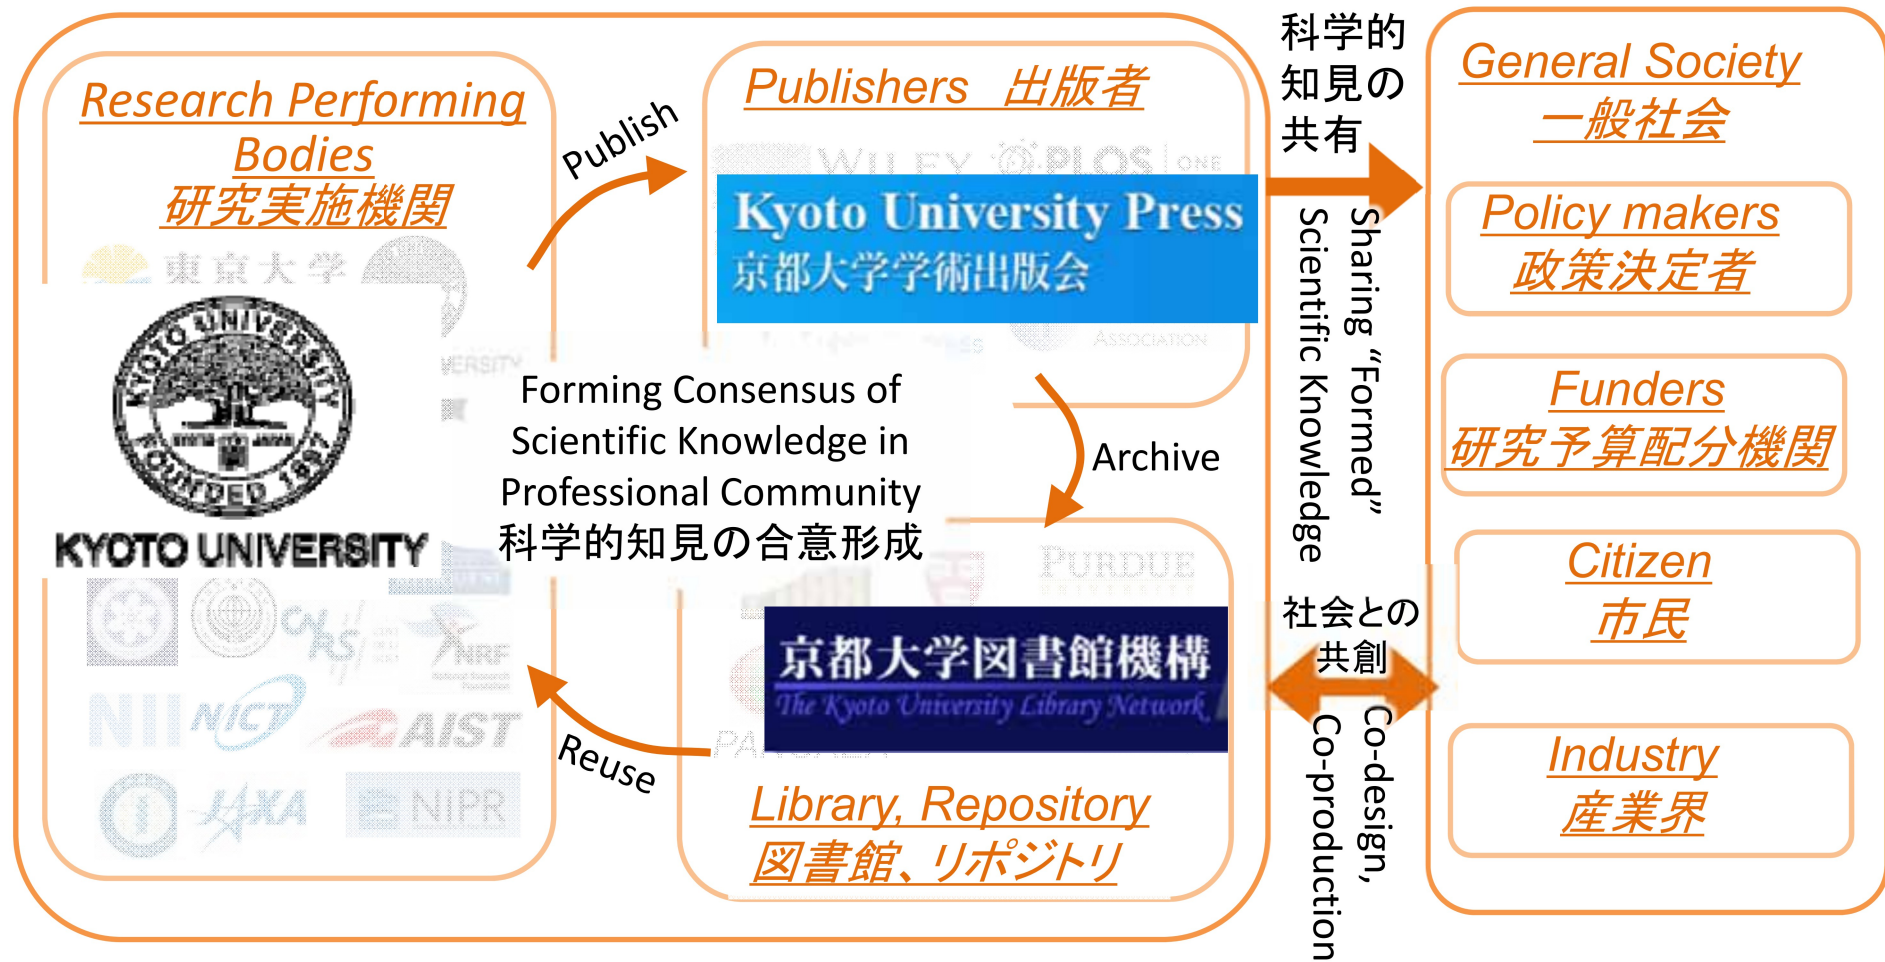 Research Performing
Bodies
研究実施機関
東京大学
KYOTO UNIVERSITY
FOUNDED 1897
KYOTO UNIVERSITY
NRF
NII
NICT
AIST
JAXA
NIPR
Publish
Publishers 出版者
WILEY
PLOS ONE
Kyoto University Press
京都大学学術出版会
ASSOCIATION
Forming Consensus of
Scientific Knowledge in
Professional Community
科学的知見の合意形成
Archive
PURDUE
UNIVERSITY
京都大学図書館機構
The Kyoto University Library Network
Library, Repository
図書館、リポジトリ
Reuse
科学的
知見の
共有
Sharing “Formed”
Scientific Knowledge
社会との
共創
Co-design,
Co-production
General Society
一般社会
Policy makers
政策決定者
Funders
研究予算配分機関
Citizen
市民
Industry
産業界